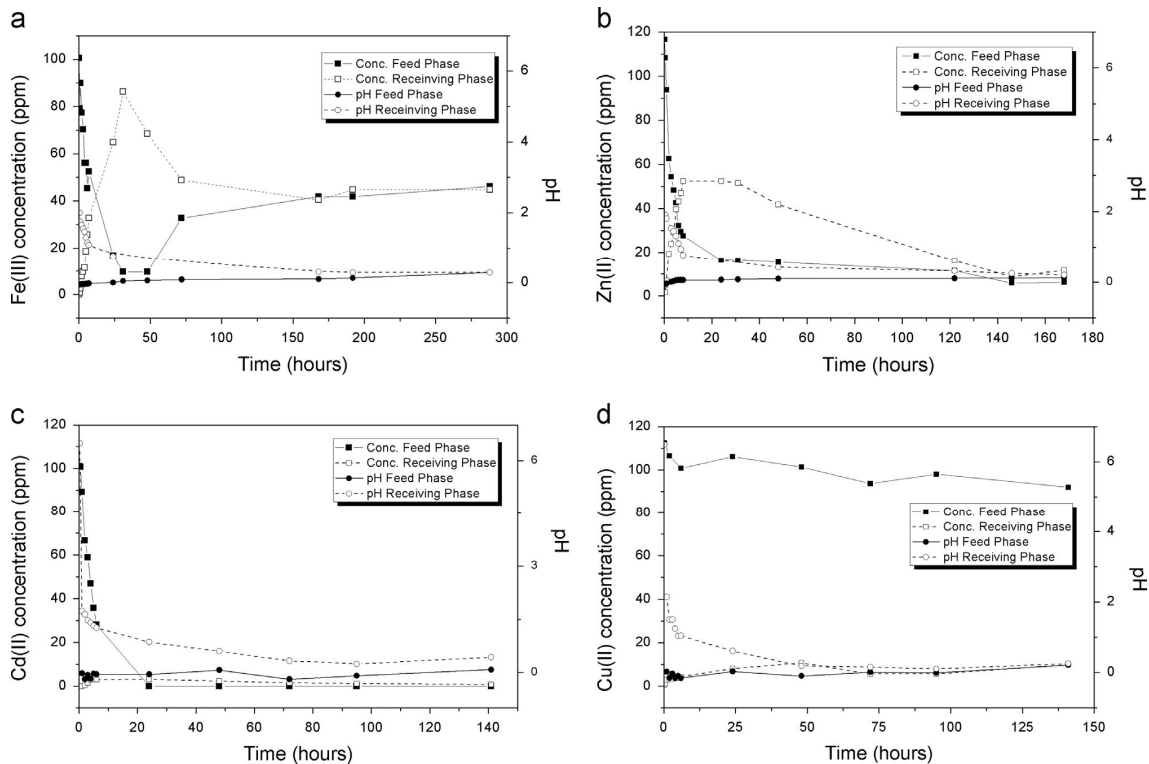 a
Fe(III) concentration (ppm)
100
80
60
40
20
0
6
4
2
0
pH
Conc. Feed Phase
Conc. Receinving Phase
pH Feed Phase
pH Receinving Phase
0 50 100 150 200 250 300
Time (hours)
b
Zn(II) concentration (ppm)
120
100
80
60
40
20
0
6
4
2
0
pH
Conc. Feed Phase
Conc. Receiving Phase
pH Feed Phase
pH Receiving Phase
0 20 40 60 80 100 120 140 160 180
Time (hours)
c
Cd(II) concentration (ppm)
120
100
80
60
40
20
0
6
3
0
pH
Conc. Feed Phase
Conc. Receiving Phase
pH Feed Phase
pH Receiving Phase
0 20 40 60 80 100 120 140
Time (hours)
d
Cu(II) concentration (ppm)
120
100
80
60
40
20
0
6
4
2
0
pH
Conc. Feed Phase
Conc. Receiving Phase
pH Feed Phase
pH Receiving Phase
0 25 50 75 100 125 150
Time (hours)